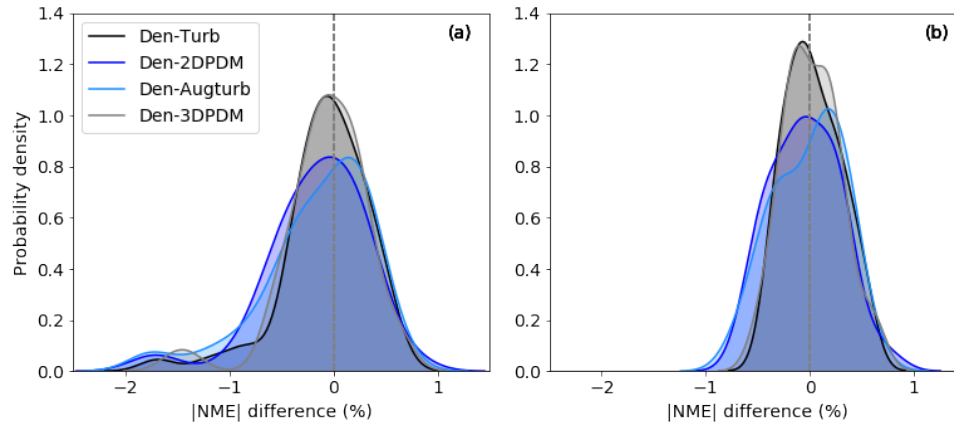 (a)
Den-Turb
Den-2DPDM
Den-Augturb
Den-3DPDM
Probability density
1.4
1.2
1.0
0.8
0.6
0.4
0.2
0.0
−2 −1 0 1
|NME| difference (%)
(b)
1.4
1.2
1.0
0.8
0.6
0.4
0.2
0.0
−2 −1 0 1
|NME| difference (%)